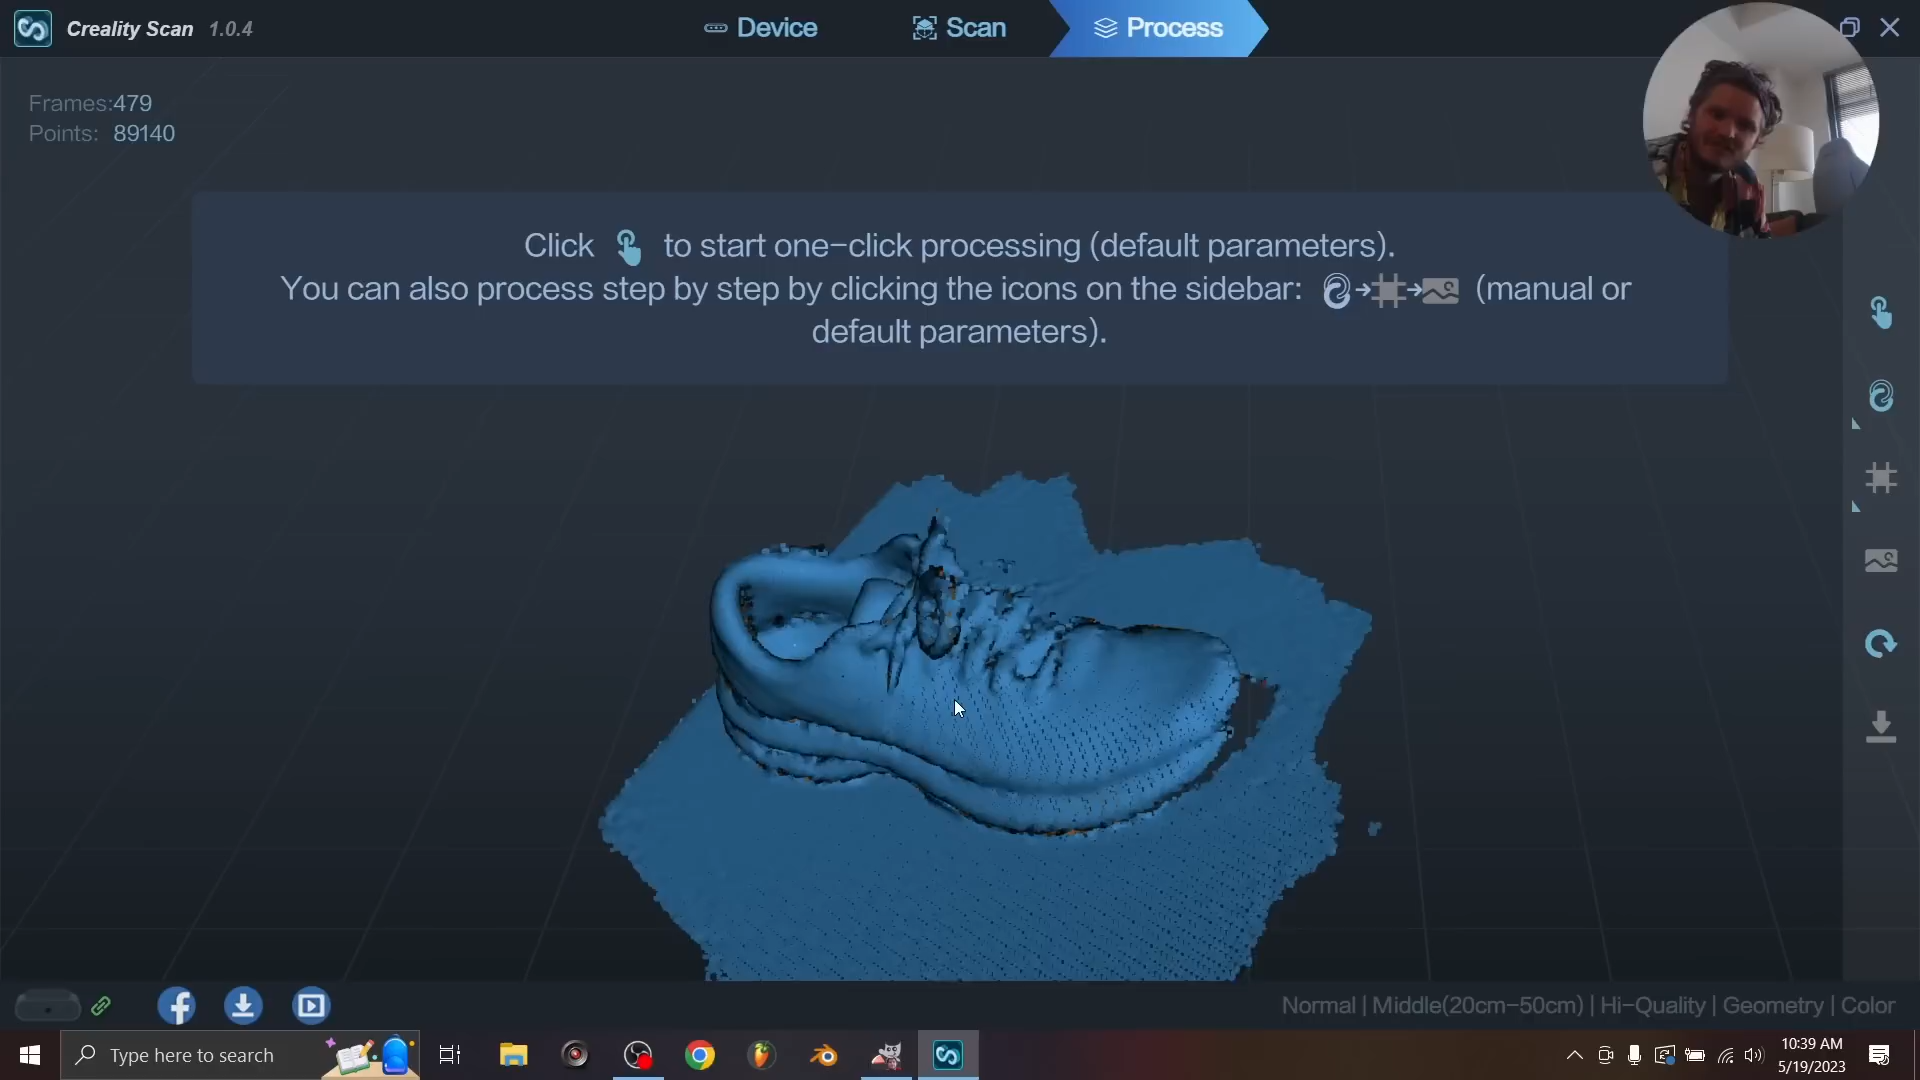 Creality Scan 1.0.4
Device
Scan
Process
Frames:479
Points: 89140
Click to start one-click processing (default parameters).
You can also process step by step by clicking the icons on the sidebar: (manual or
default parameters).
Normal | Middle(20cm-50cm) | Hi-Quality | Geometry | Color
Type here to search
10:39 AM
5/19/2023